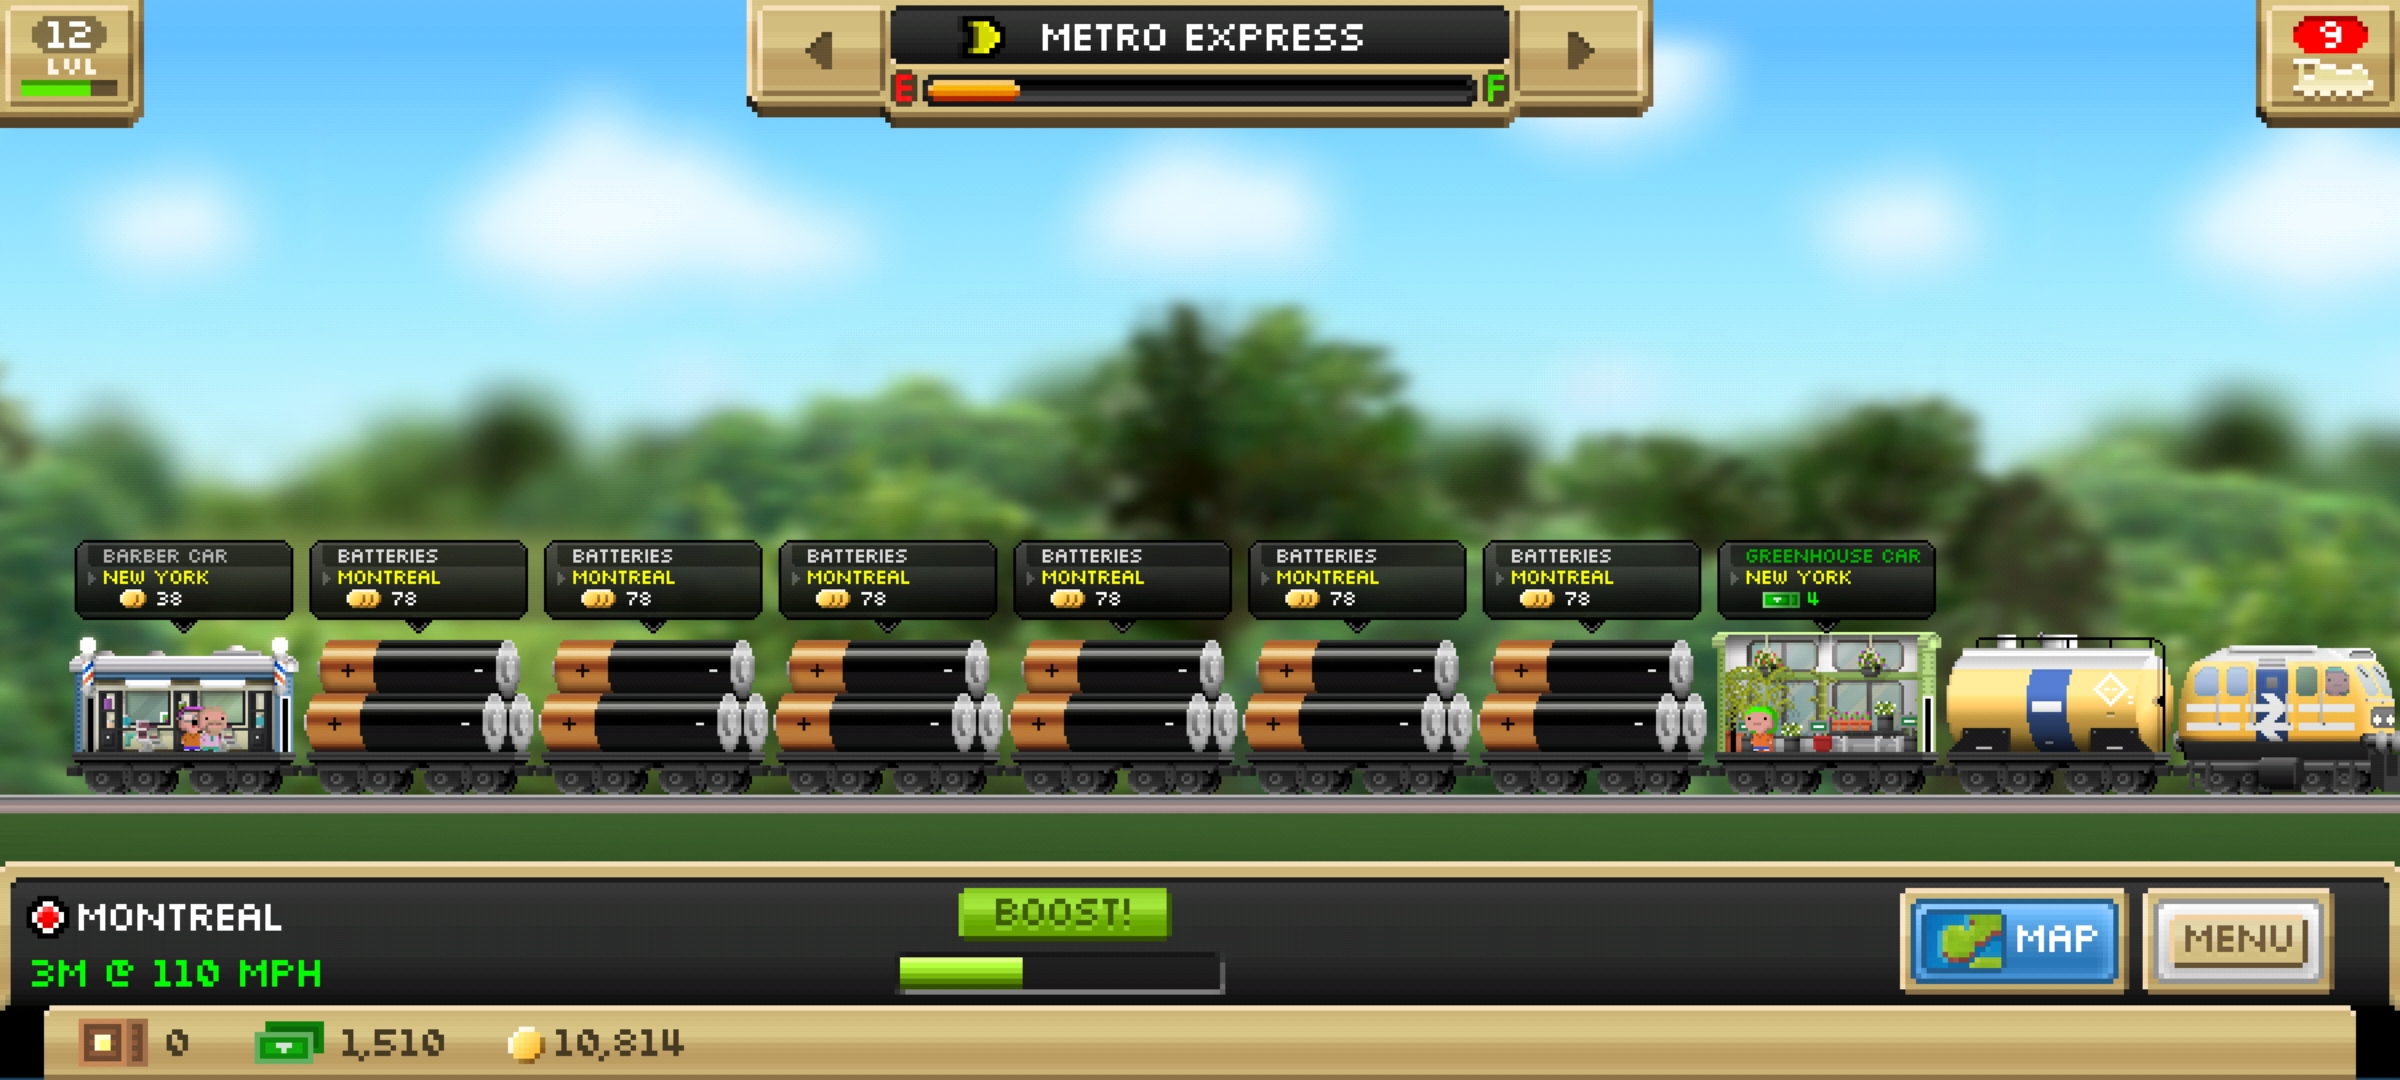 12
LVL
METRO EXPRESS
E F
9
BARBER CAR
NEW YORK
38
BATTERIES
MONTREAL
78
BATTERIES
MONTREAL
78
BATTERIES
MONTREAL
78
BATTERIES
MONTREAL
78
BATTERIES
MONTREAL
78
BATTERIES
MONTREAL
78
GREENHOUSE CAR
NEW YORK
4
MONTREAL
3M @ 110 MPH
BOOST!
MAP
MENU
0
1,510
10,814